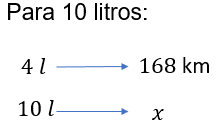 Para 10 litros:
4 l → 168 km
10 l → x